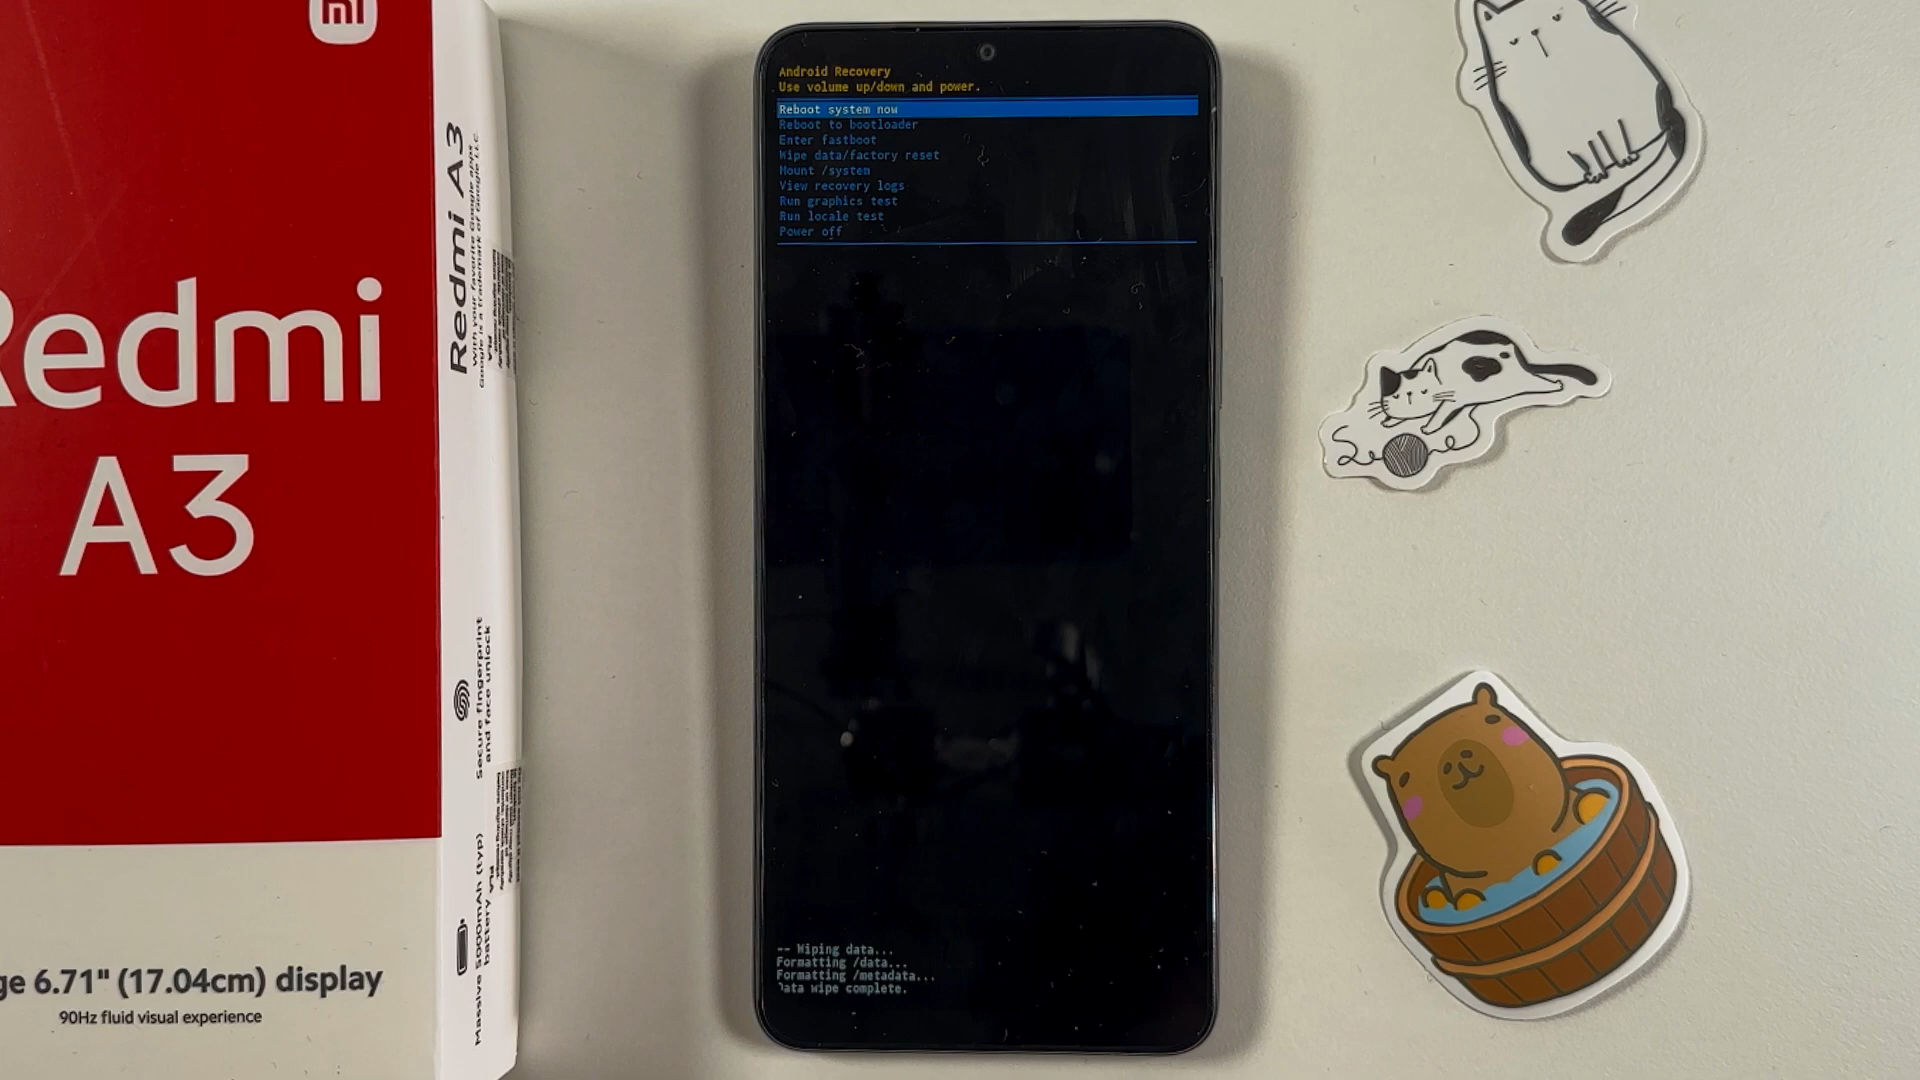 mi
Redmi
A3
ge 6.71" (17.04cm) display
90Hz fluid visual experience
Redmi A3
With your favorite Google apps
Google is a trademark of Google LLC.
Secure fingerprint
and face unlock
Massive 5000mAh (typ)
battery
Android Recovery
Use volume up/down and power.
Reboot system now
Reboot to bootloader
Enter fastboot
Wipe data/factory reset
Mount /system
View recovery logs
Run graphics test
Run locale test
Power off
-- Wiping data...
Formatting /data...
Formatting /metadata...
Data wipe complete.